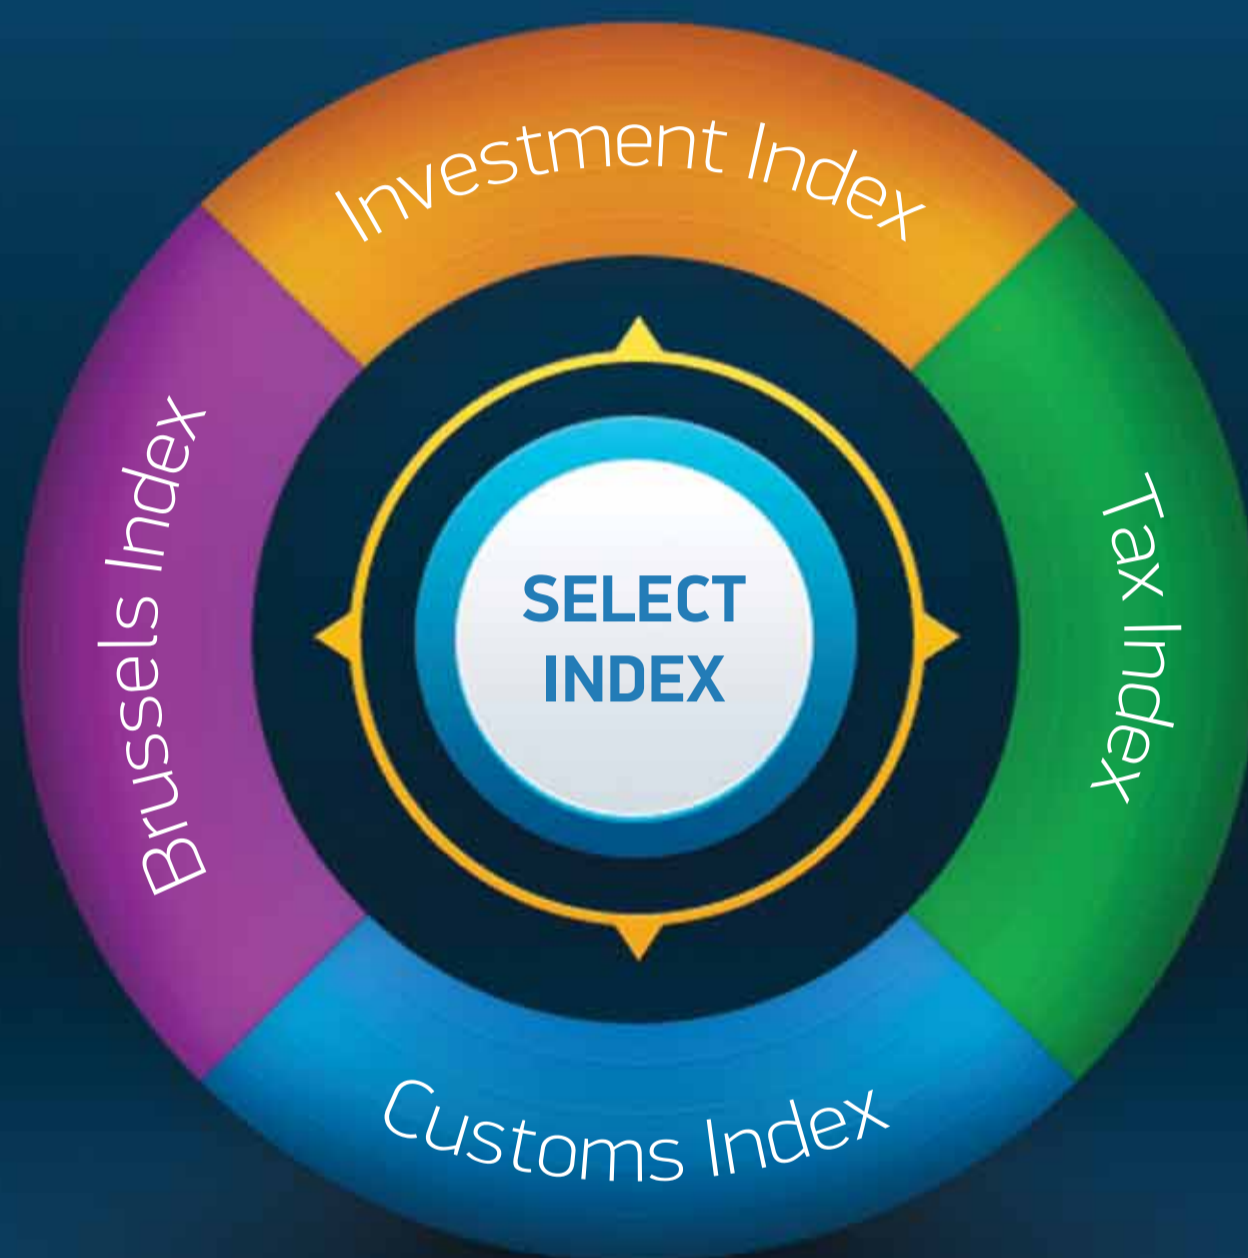 Investment Index
Tax Index
Customs Index
Brussels Index
SELECT
INDEX